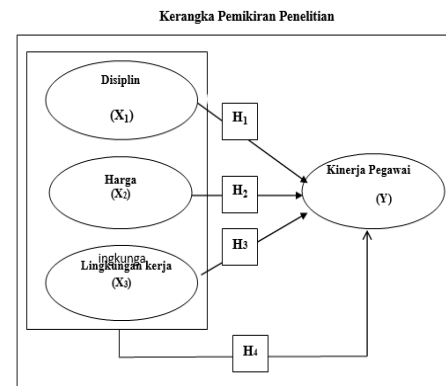 Kerangka Pemikiran Penelitian
Disiplin
(X1)
H1
Harga
(X2)
H2
Kinerja Pegawai
(Y)
ingkunga
Lingkungan kerja
(X3)
H3
H4